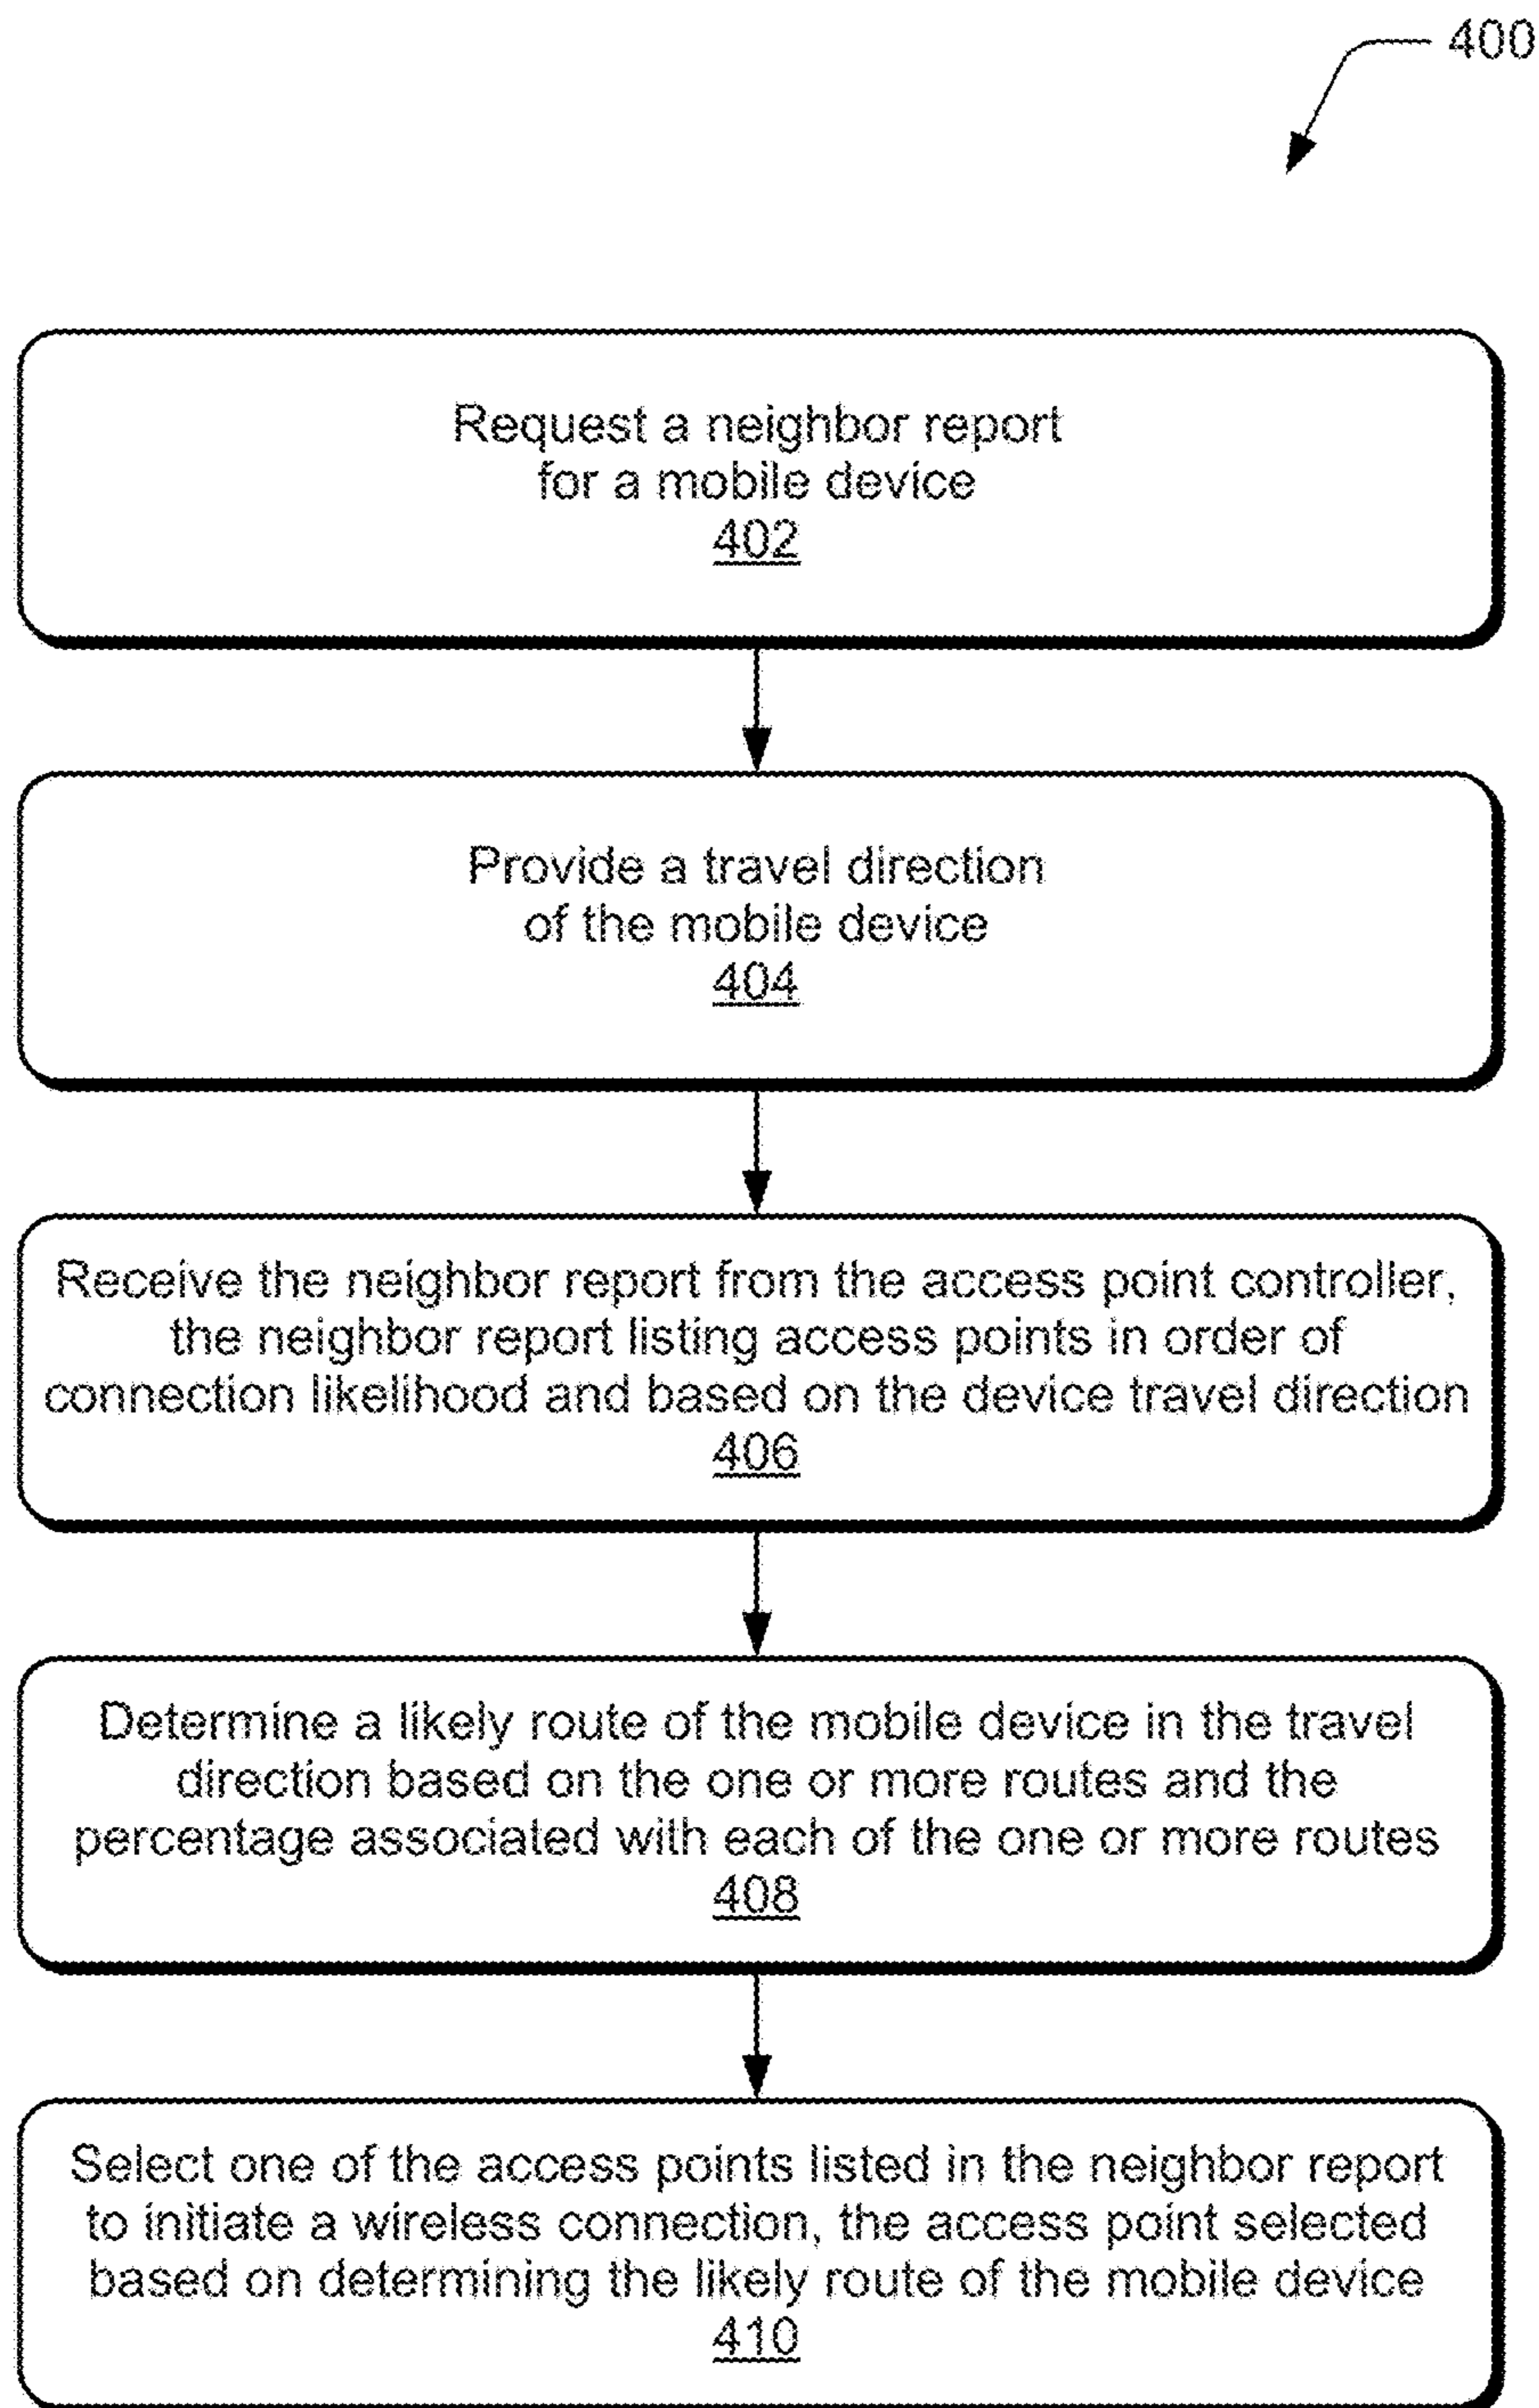 400
Request a neighbor report
for a mobile device
402
Provide a travel direction
of the mobile device
404
Receive the neighbor report from the access point controller,
the neighbor report listing access points in order of
connection likelihood and based on the device travel direction
406
Determine a likely route of the mobile device in the travel
direction based on the one or more routes and the
percentage associated with each of the one or more routes
408
Select one of the access points listed in the neighbor report
to initiate a wireless connection, the access point selected
based on determining the likely route of the mobile device
410